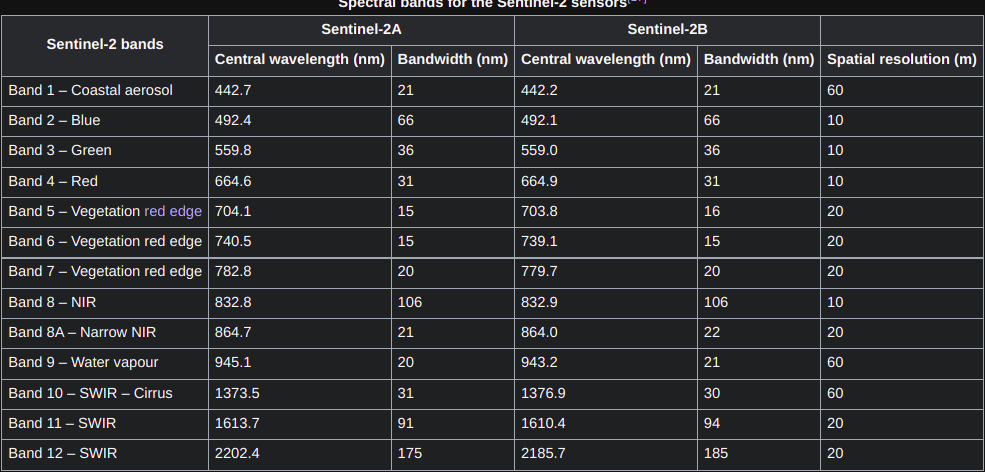 Spectral bands for the Sentinel-2 sensors
Sentinel-2 bands Sentinel-2A Sentinel-2B
Central wavelength (nm) Bandwidth (nm) Central wavelength (nm) Bandwidth (nm) Spatial resolution (m)
Band 1 – Coastal aerosol 442.7 21 442.2 21 60
Band 2 – Blue 492.4 66 492.1 66 10
Band 3 – Green 559.8 36 559.0 36 10
Band 4 – Red 664.6 31 664.9 31 10
Band 5 – Vegetation red edge 704.1 15 703.8 16 20
Band 6 – Vegetation red edge 740.5 15 739.1 15 20
Band 7 – Vegetation red edge 782.8 20 779.7 20 20
Band 8 – NIR 832.8 106 832.9 106 10
Band 8A – Narrow NIR 864.7 21 864.0 22 20
Band 9 – Water vapour 945.1 20 943.2 21 60
Band 10 – SWIR – Cirrus 1373.5 31 1376.9 30 60
Band 11 – SWIR 1613.7 91 1610.4 94 20
Band 12 – SWIR 2202.4 175 2185.7 185 20